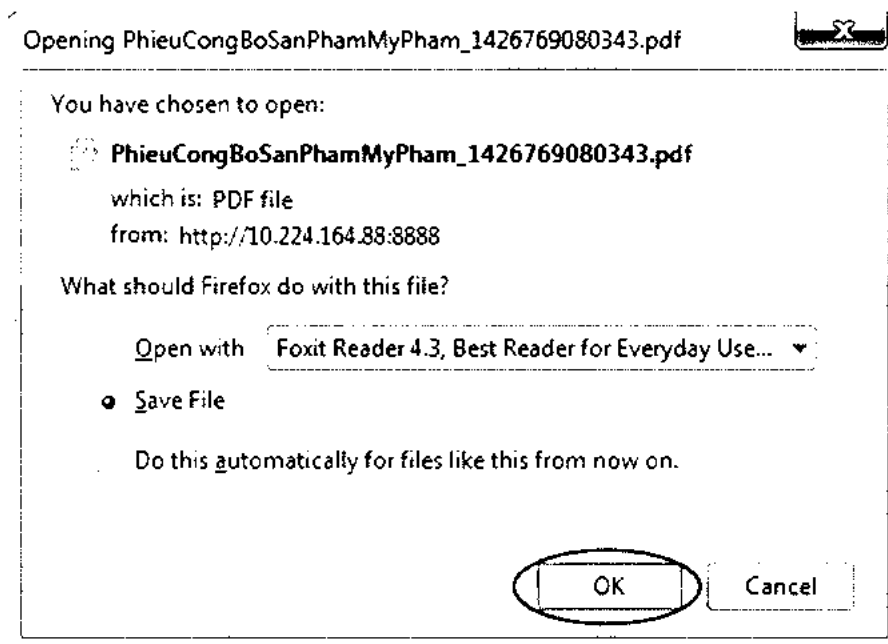 Opening PhieuCongBoSanPhamMyPham_1426769080343.pdf
You have chosen to open:
PhieuCongBoSanPhamMyPham_1426769080343.pdf
which is: PDF file
from: http://10.224.164.88:8888
What should Firefox do with this file?
Open with Foxit Reader 4.3, Best Reader for Everyday Use...
Save File
Do this automatically for files like this from now on.
OK Cancel